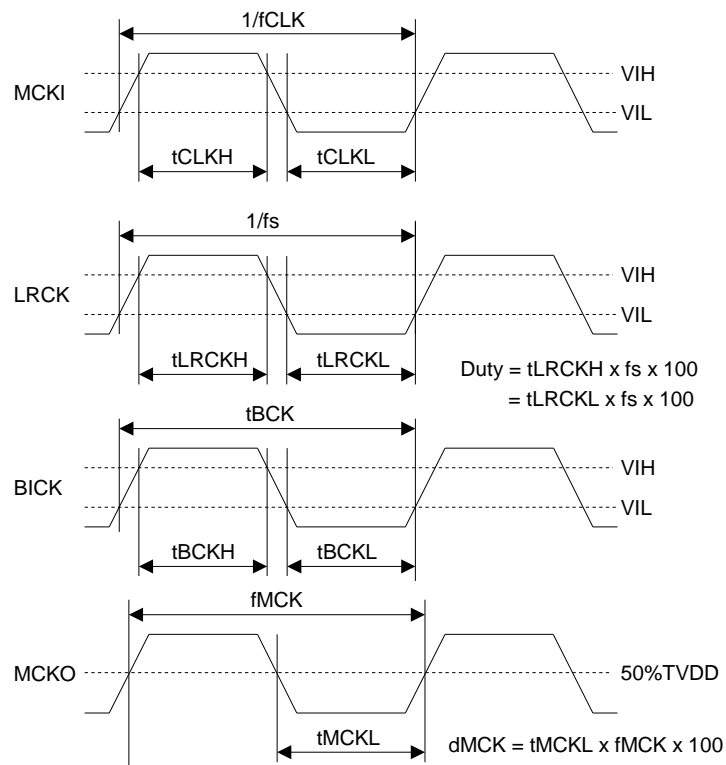 1/fCLK
VIH
MCKI
VIL
tCLKH tCLKL
1/fs
VIH
LRCK
VIL
tLRCKH tLRCKL
Duty = tLRCKH x fs x 100
= tLRCKL x fs x 100
tBCK
VIH
BICK
VIL
tBCKH tBCKL
fMCK
MCKO 50%TVDD
tMCKL
dMCK = tMCKL x fMCK x 100